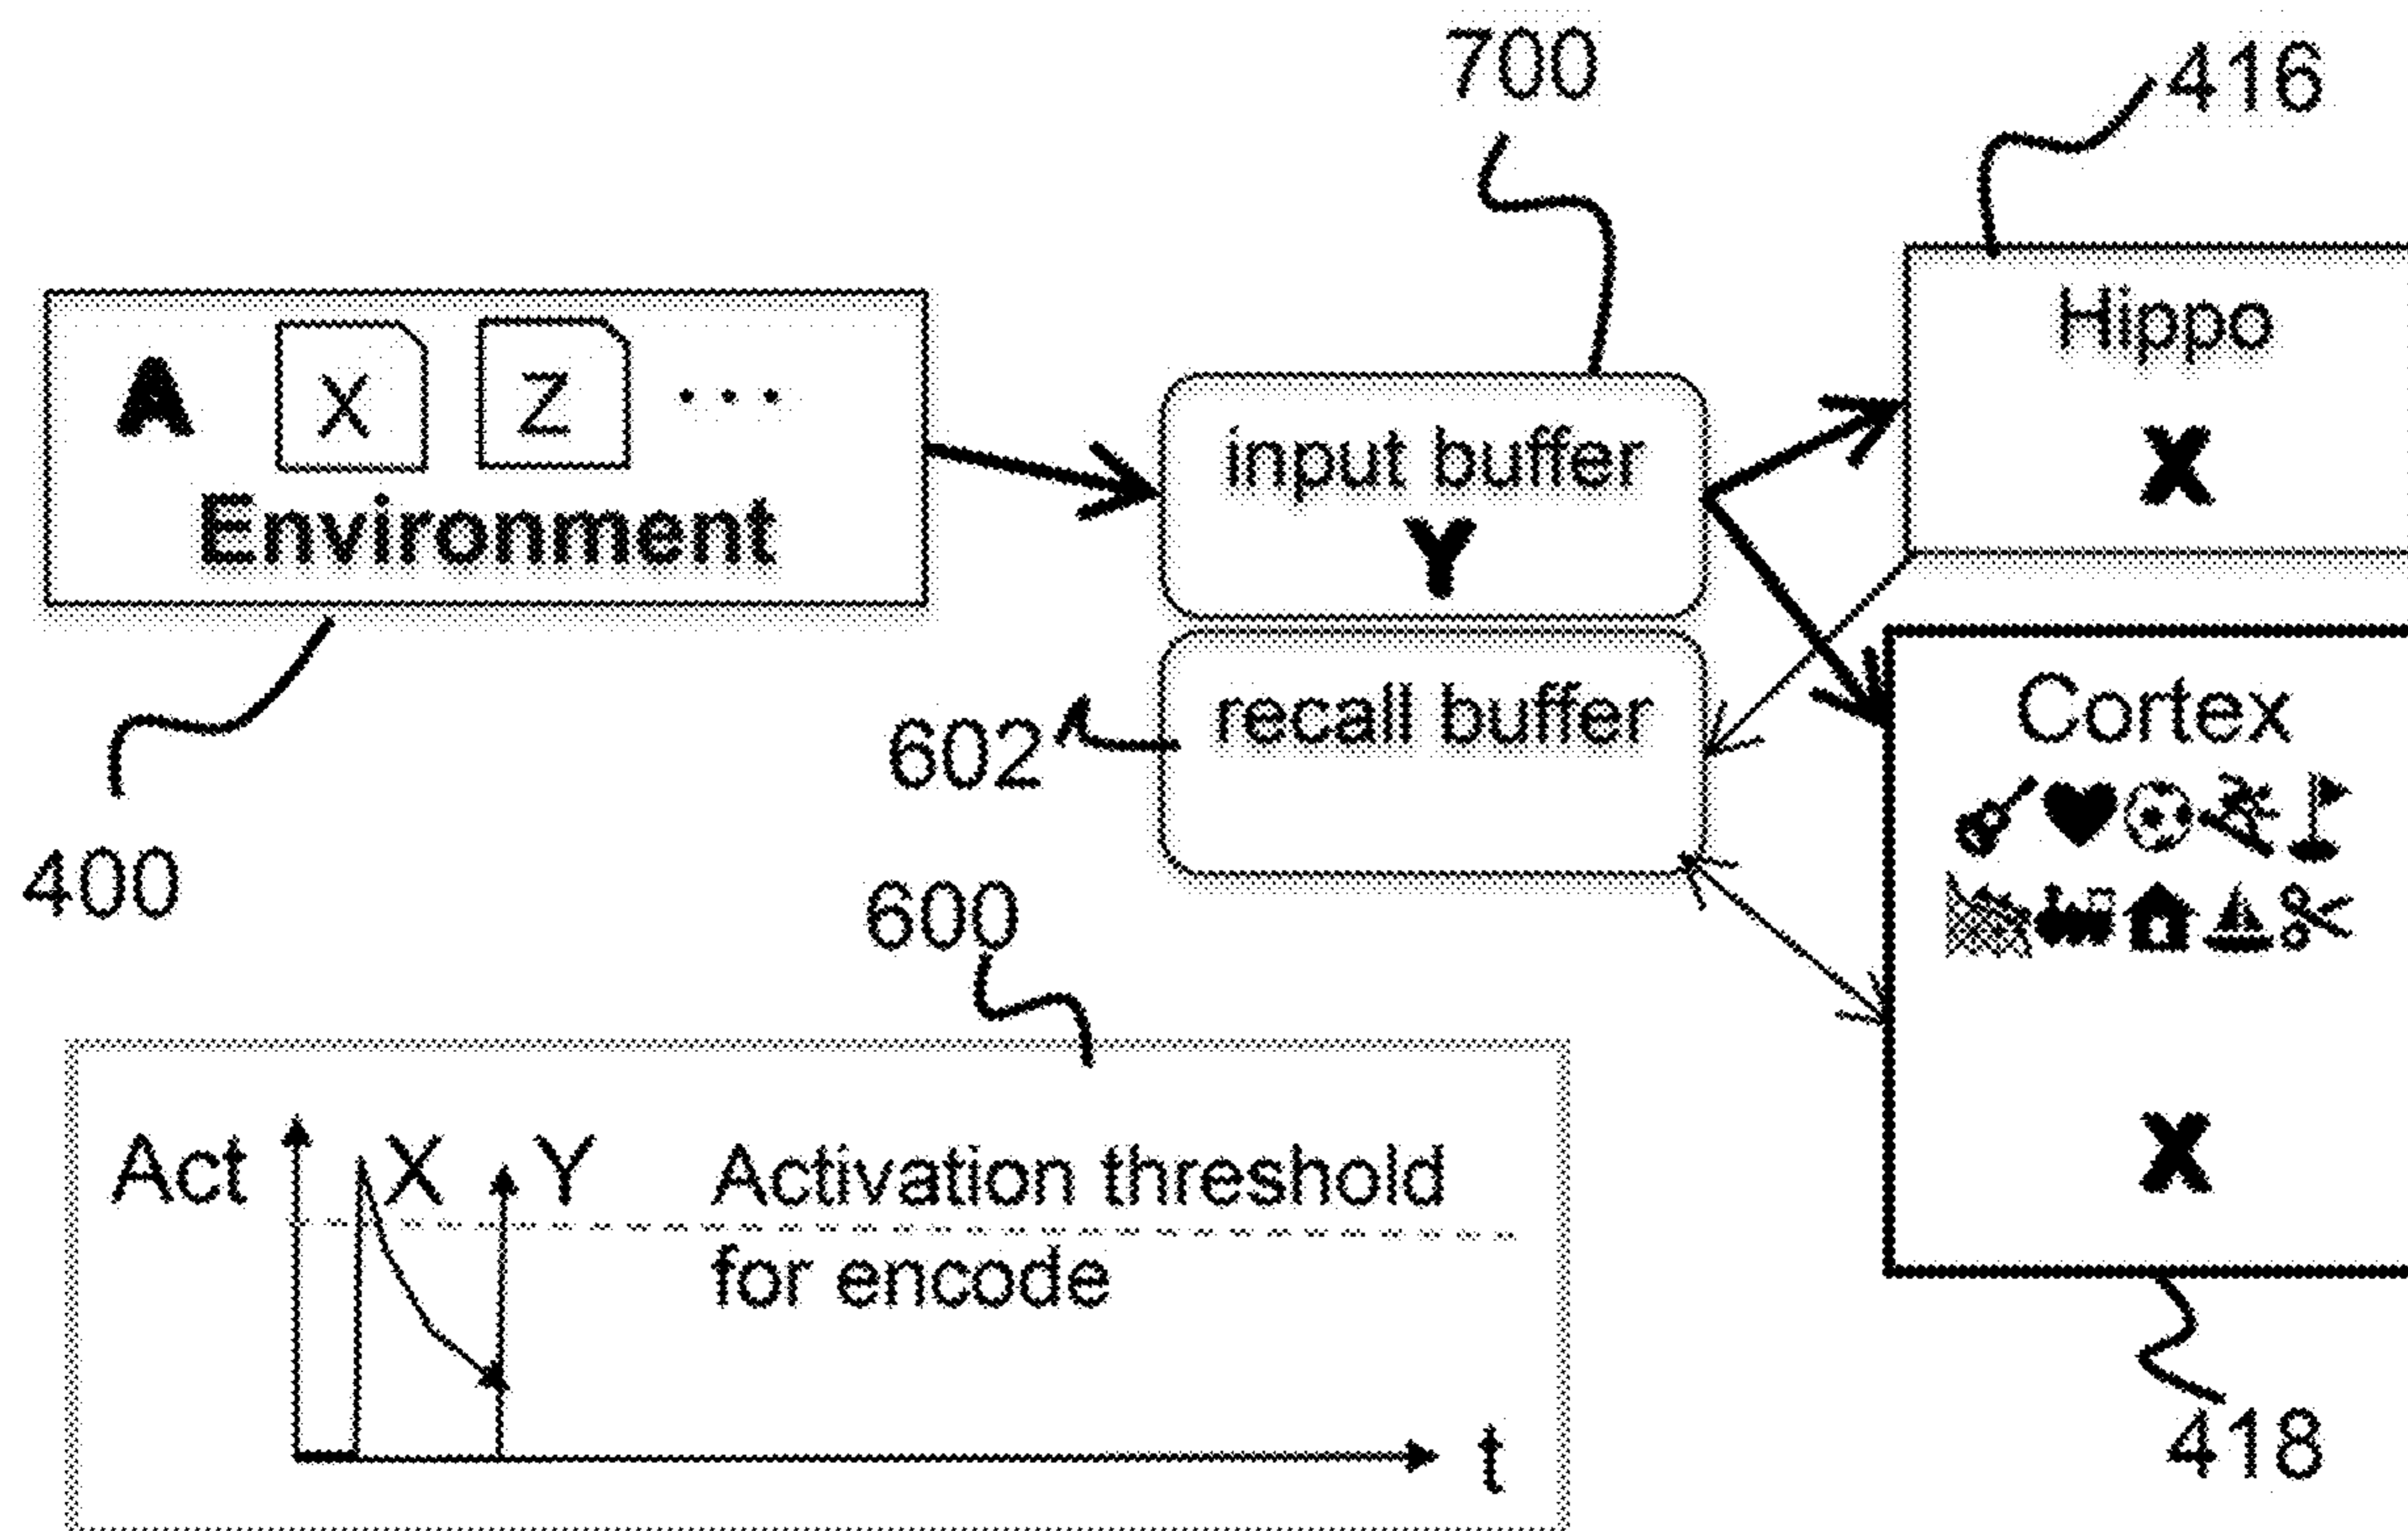 700
416
Hippo
X
A X Z ...
Environment
input buffer
Y
recall buffer
602
Cortex
X
400
600
Act X Y Activation threshold
for encode
t
418